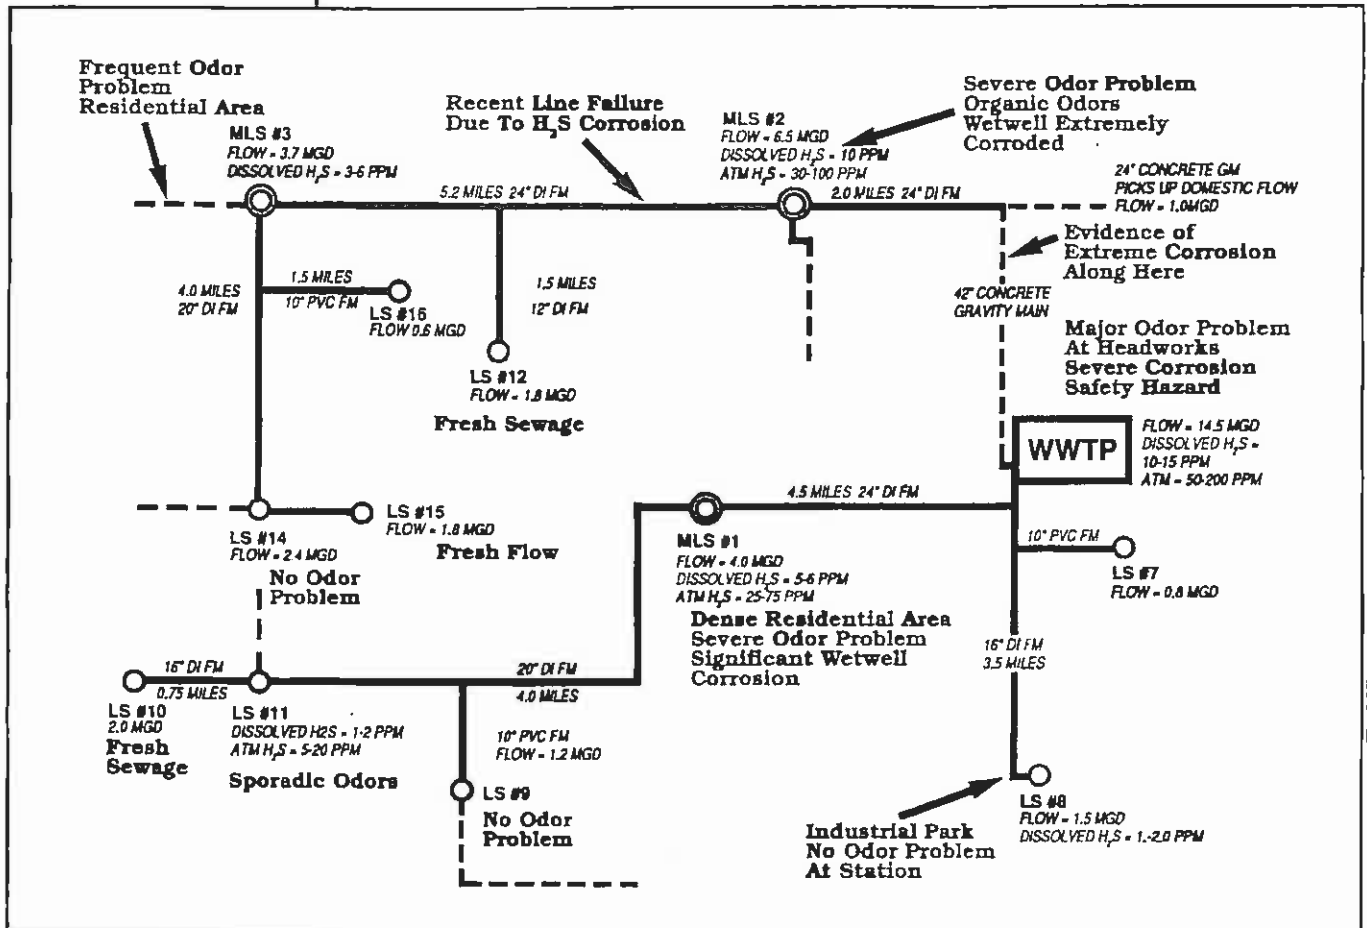 Frequent Odor
Problem
Residential Area
MLS #3
FLOW = 3.7 MGD
DISSOLVED H₂S = 3-6 PPM
Recent Line Failure
Due To H₂S Corrosion
MLS #2
FLOW = 6.5 MGD
DISSOLVED H₂S = 10 PPM
ATM H₂S = 30-100 PPM
Severe Odor Problem
Organic Odors
Wetwell Extremely
Corroded
24" CONCRETE GM
PICKS UP DOMESTIC FLOW
FLOW = 1.0MGD
5.2 MILES 24" DI FM
2.0 MILES 24" DI FM
Evidence of
Extreme Corrosion
Along Here
4.0 MILES
20" DI FM
1.5 MILES
10" PVC FM
LS #16
FLOW 0.6 MGD
1.5 MILES
12" DI FM
LS #12
FLOW = 1.8 MGD
Fresh Sewage
42" CONCRETE
GRAVITY MAIN
Major Odor Problem
At Headworks
Severe Corrosion
Safety Hazard
WWTP
FLOW = 14.5 MGD
DISSOLVED H₂S =
10-15 PPM
ATM = 50-200 PPM
4.5 MILES 24" DI FM
LS #14
FLOW = 2.4 MGD
No Odor
Problem
LS #15
FLOW = 1.8 MGD
Fresh Flow
MLS #1
FLOW = 4.0 MGD
DISSOLVED H₂S = 5-6 PPM
ATM H₂S = 25-75 PPM
Dense Residential Area
Severe Odor Problem
Significant Wetwell
Corrosion
10" PVC FM
LS #7
FLOW = 0.8 MGD
16" DI FM
3.5 MILES
16" DI FM
0.75 MILES
20" DI FM
4.0 MILES
LS #10
2.0 MGD
Fresh
Sewage
LS #11
DISSOLVED H2S = 1-2 PPM
ATM H₂S = 5-20 PPM
Sporadic Odors
10" PVC FM
FLOW = 1.2 MGD
LS #9
No Odor
Problem
Industrial Park
No Odor Problem
At Station
LS #8
FLOW = 1.5 MGD
DISSOLVED H₂S = 1.-2.0 PPM